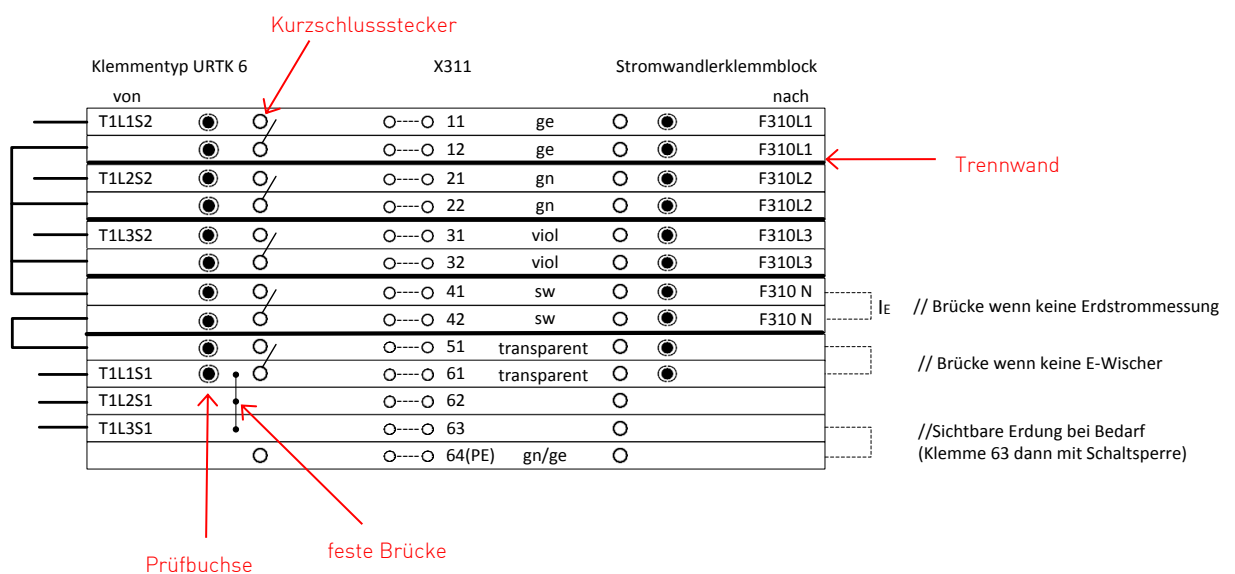 Kurzschlussstecker
Klemmentyp URTK 6 X311 Stromwandlerklemmblock
von nach
T1L1S2 11 ge F310L1
12 ge F310L1
Trennwand
T1L2S2 21 gn F310L2
22 gn F310L2
T1L3S2 31 viol F310L3
32 viol F310L3
41 sw F310 N
IE // Brücke wenn keine Erdstrommessung
42 sw F310 N
51 transparent
// Brücke wenn keine E-Wischer
T1L1S1 61 transparent
T1L2S1 62
T1L3S1 63
//Sichtbare Erdung bei Bedarf
(Klemme 63 dann mit Schaltsperre)
64(PE) gn/ge
feste Brücke
Prüfbuchse